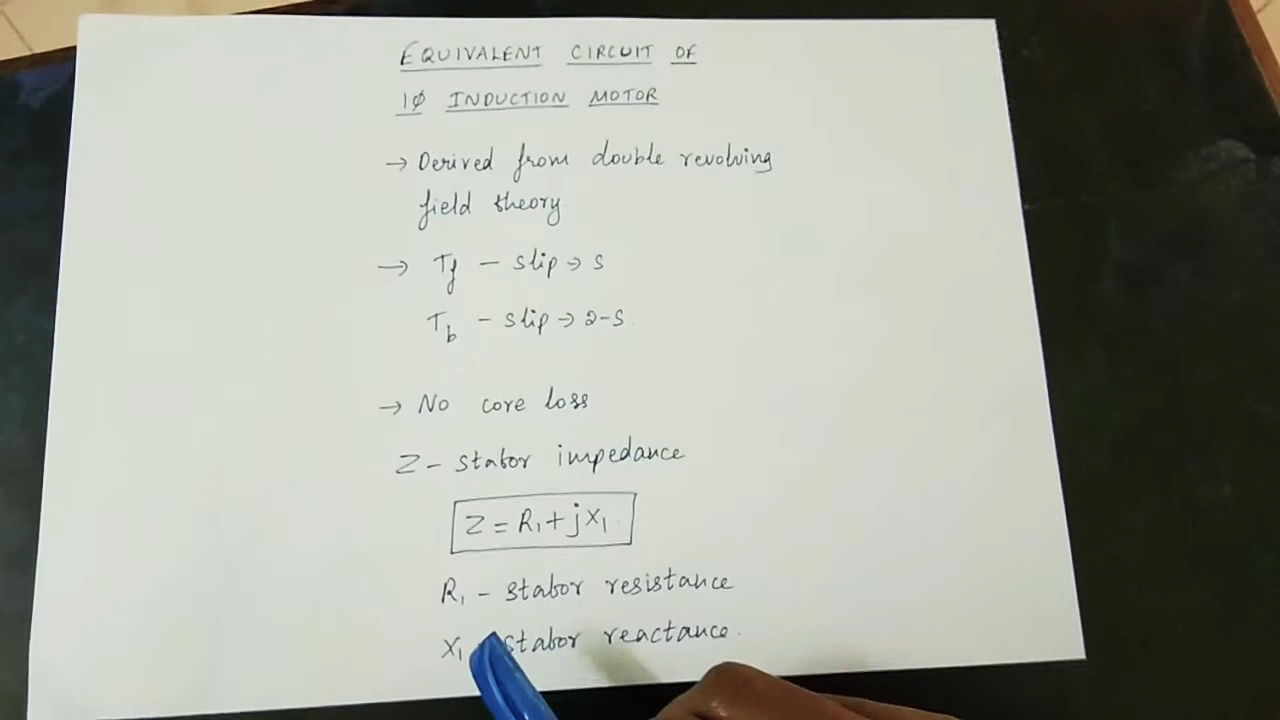 EQUIVALENT CIRCUIT OF
1φ INDUCTION MOTOR
→ Derived from double revolving
field theory
→ Tf – slip → s
Tb – slip → 2-s
→ No core loss
Z – stator impedance
Z = R1 + jX1
R1 – stator resistance
X1 – stator reactance.